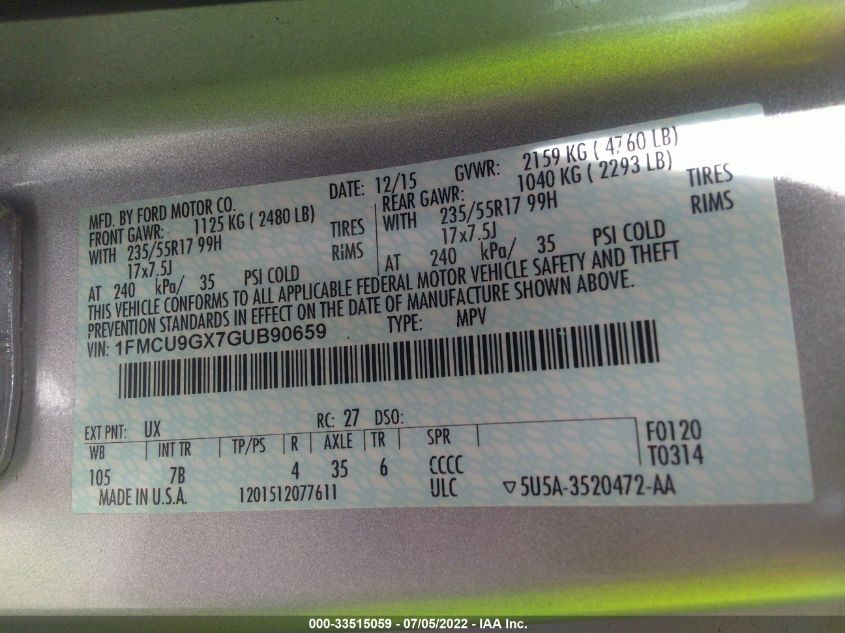 MFD. BY FORD MOTOR CO. DATE: 12/15 GVWR: 2159 KG ( 4760 LB)
FRONT GAWR: 1125 KG ( 2480 LB) REAR GAWR: 1040 KG ( 2293 LB)
WITH 235/55R17 99H TIRES WITH 235/55R17 99H TIRES
17x7.5J RiMS 17x7.5J RIMS
AT 240 kPa/ 35 PSI COLD AT 240 kPa/ 35 PSI COLD
THIS VEHICLE CONFORMS TO ALL APPLICABLE FEDERAL MOTOR VEHICLE SAFETY AND THEFT
PREVENTION STANDARDS IN EFFECT ON THE DATE OF MANUFACTURE SHOWN ABOVE.
VIN: 1FMCU9GX7GUB90659 TYPE: MPV
EXT PNT: UX RC: 27 DSO:
WB INT TR TP/PS R AXLE TR SPR F0120
105 7B 4 35 6 CCCC T0314
MADE IN U.S.A. 1201512077611 ULC ▽5U5A-3520472-AA
000-33515059 - 07/05/2022 - IAA Inc.